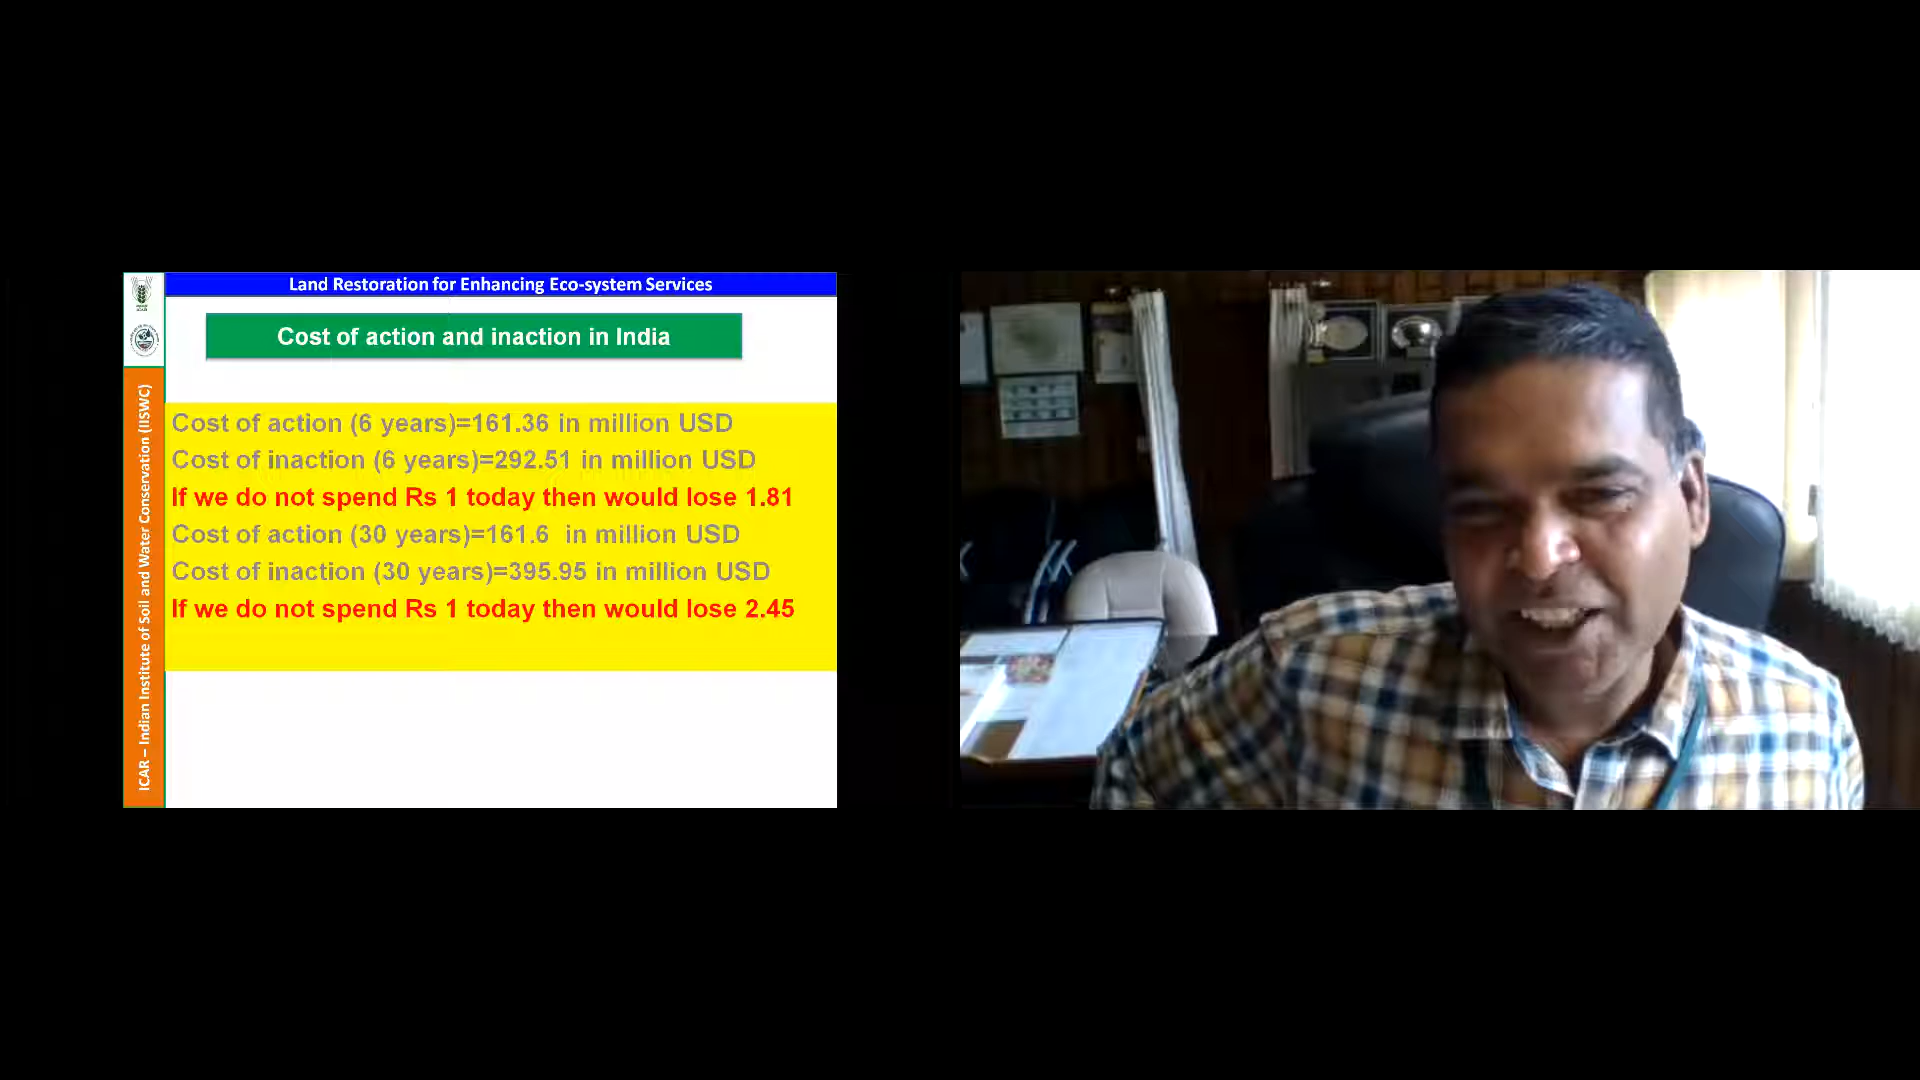 Land Restoration for Enhancing Eco-system Services
Cost of action and inaction in India
ICAR – Indian Institute of Soil and Water Conservation (IISWC)
Cost of action (6 years)=161.36 in million USD
Cost of inaction (6 years)=292.51 in million USD
If we do not spend Rs 1 today then would lose 1.81
Cost of action (30 years)=161.6 in million USD
Cost of inaction (30 years)=395.95 in million USD
If we do not spend Rs 1 today then would lose 2.45